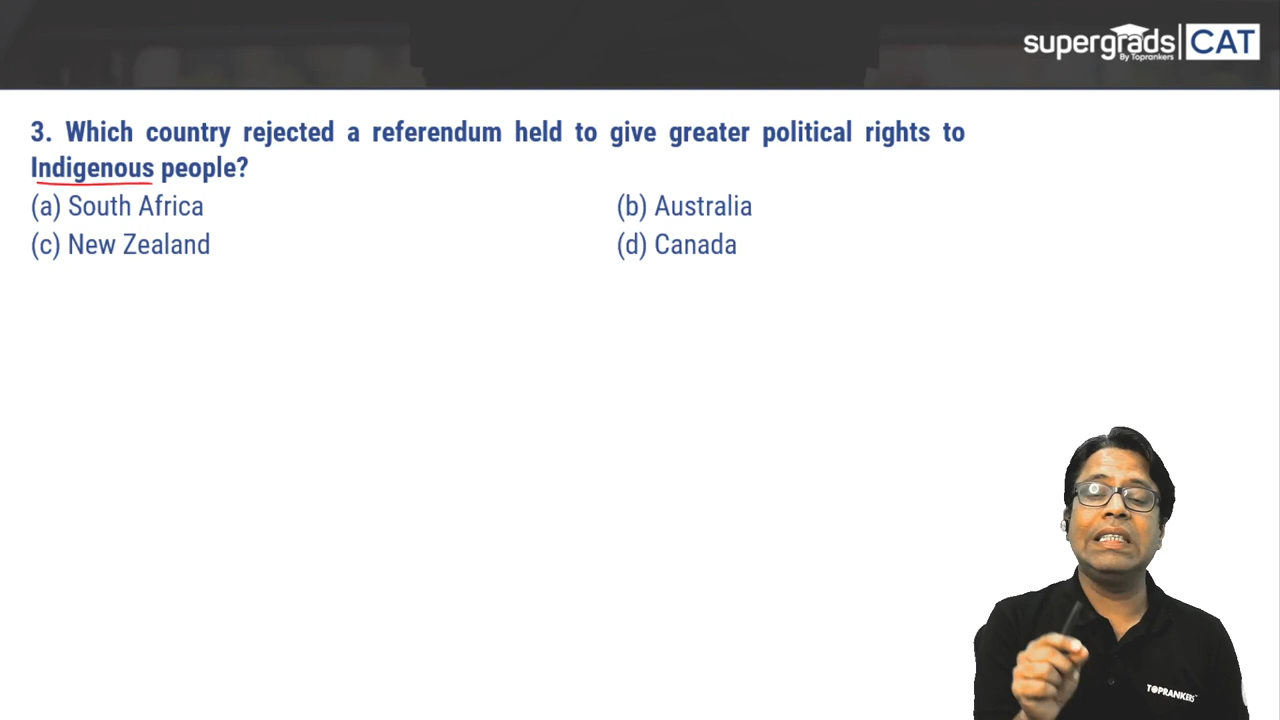 supergrads CAT
By Toprankers
3. Which country rejected a referendum held to give greater political rights to
Indigenous people?
(a) South Africa
(b) Australia
(c) New Zealand
(d) Canada
TOPRANKERS